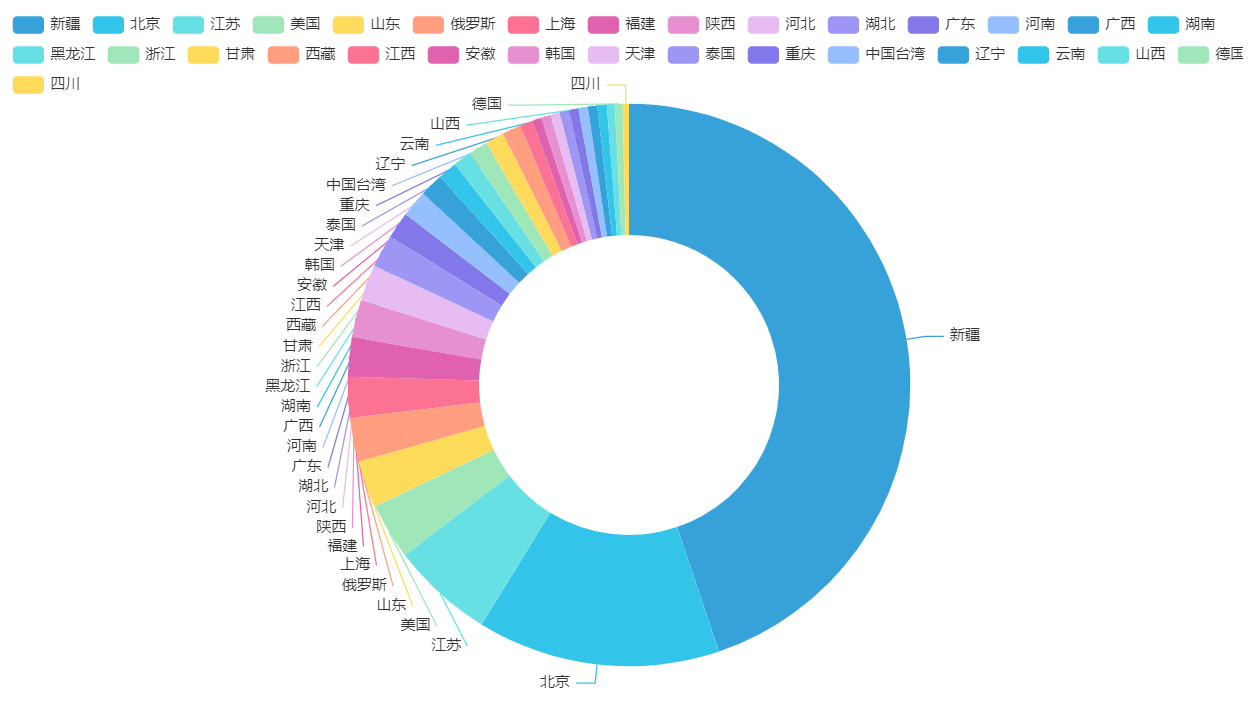 新疆 北京 江苏 美国 山东 俄罗斯 上海 福建 陕西 河北 湖北 广东 河南 广西 湖南
黑龙江 浙江 甘肃 西藏 江西 安徽 韩国 天津 泰国 重庆 中国台湾 辽宁 云南 山西 德国
四川
四川
德国
山西
云南
辽宁
中国台湾
重庆
泰国
天津
韩国
安徽
江西
西藏
新疆
甘肃
浙江
黑龙江
湖南
广西
河南
广东
湖北
河北
陕西
福建
上海
俄罗斯
山东
美国
江苏
北京